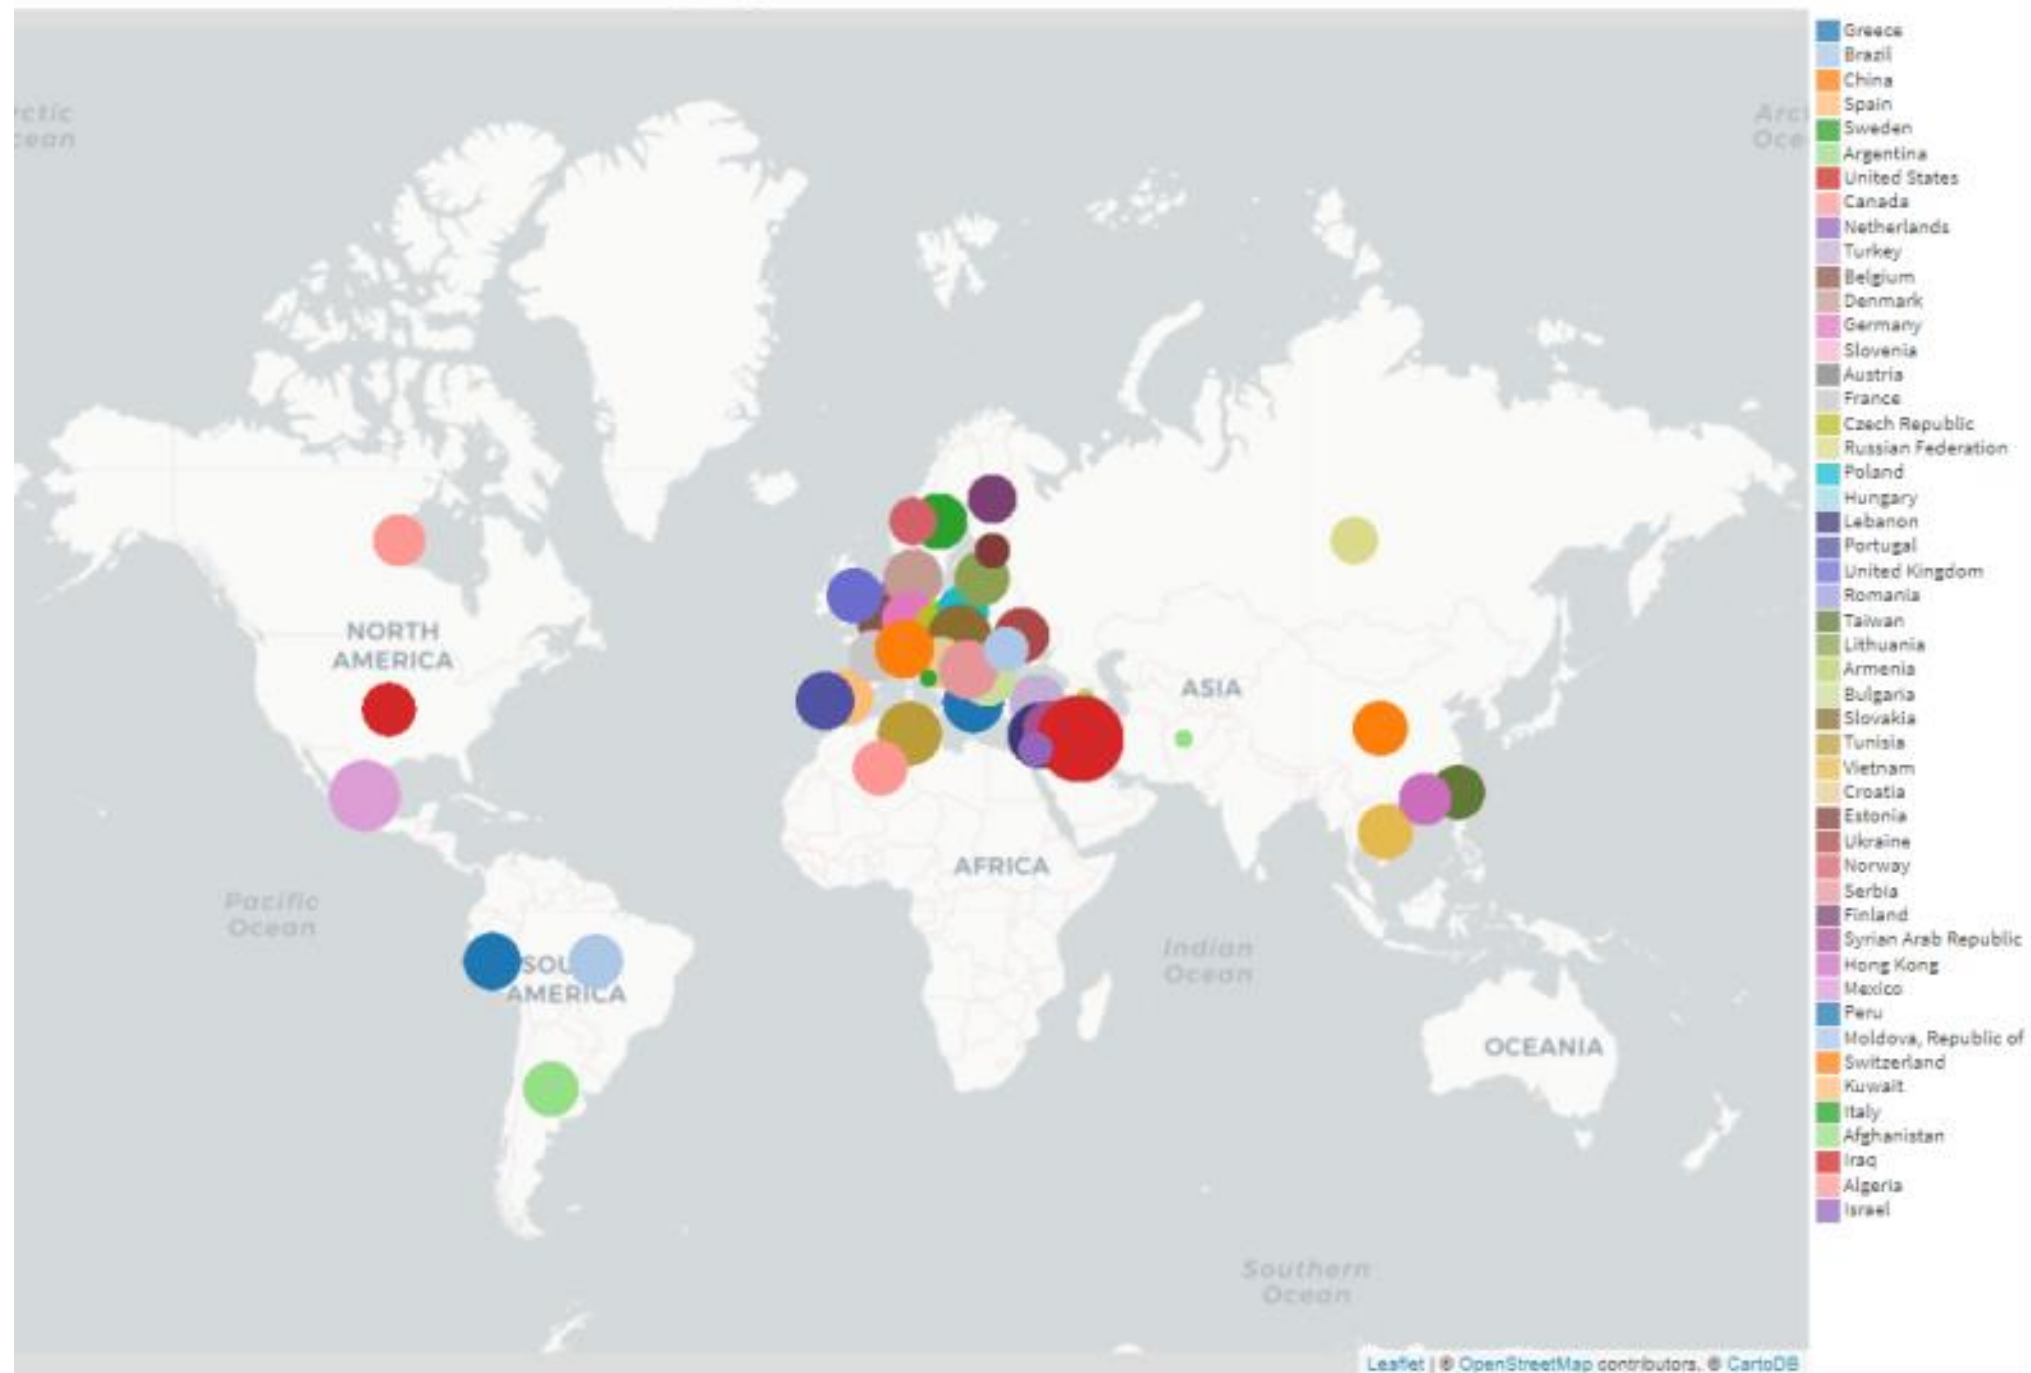 rctic
cean
Arc
Oce
NORTH
AMERICA
ASIA
AFRICA
Pacific
Ocean
SOU
AMERICA
Indian
Ocean
OCEANIA
Southern
Ocean
Leaflet | © OpenStreetMap contributors, © CartoDB
Greece
Brazil
China
Spain
Sweden
Argentina
United States
Canada
Netherlands
Turkey
Belgium
Denmark
Germany
Slovenia
Austria
France
Czech Republic
Russian Federation
Poland
Hungary
Lebanon
Portugal
United Kingdom
Romania
Taiwan
Lithuania
Armenia
Bulgaria
Slovakia
Tunisia
Vietnam
Croatia
Estonia
Ukraine
Norway
Serbia
Finland
Syrian Arab Republic
Hong Kong
Mexico
Peru
Moldova, Republic of
Switzerland
Kuwait
Italy
Afghanistan
Iraq
Algeria
Israel